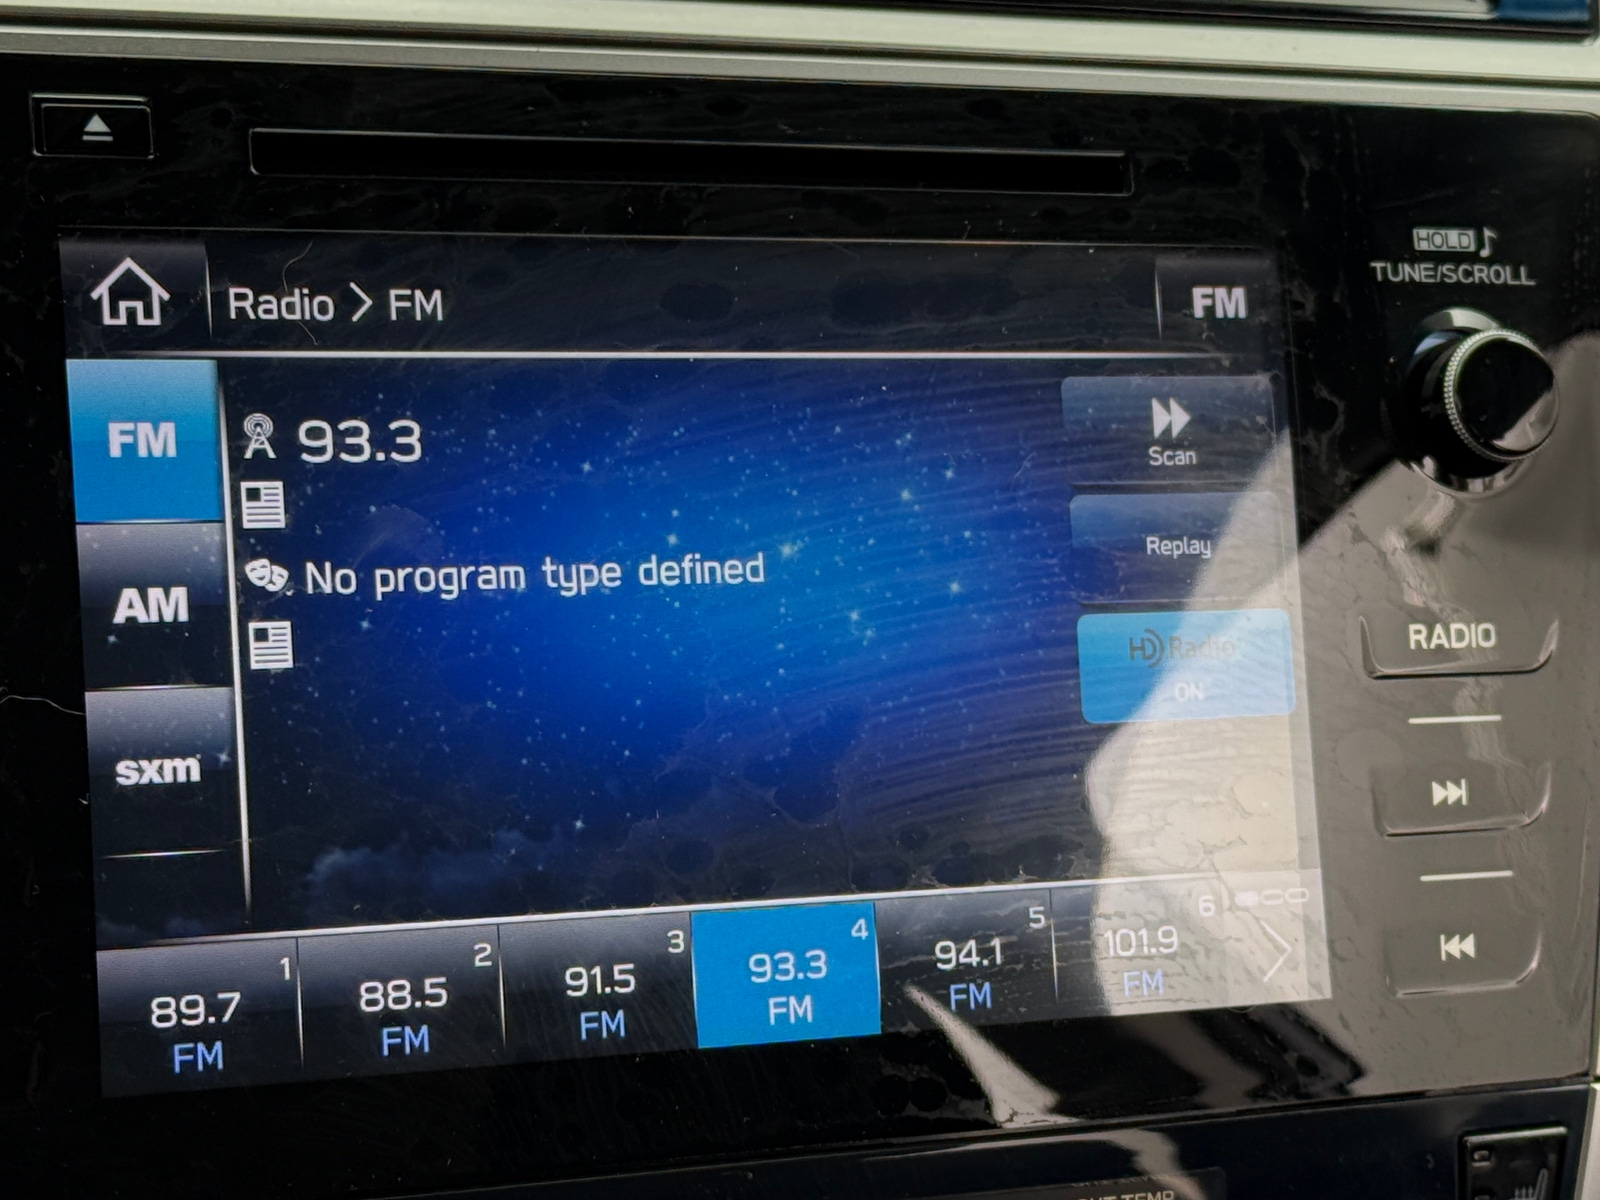 HOLD
TUNE/SCROLL
Radio > FM
FM
FM
93.3
Scan
No program type defined
Replay
AM
HD Radio
ON
RADIO
sxm
1
89.7
FM
2
88.5
FM
3
91.5
FM
4
93.3
FM
5
94.1
FM
6
101.9
FM
TEMP